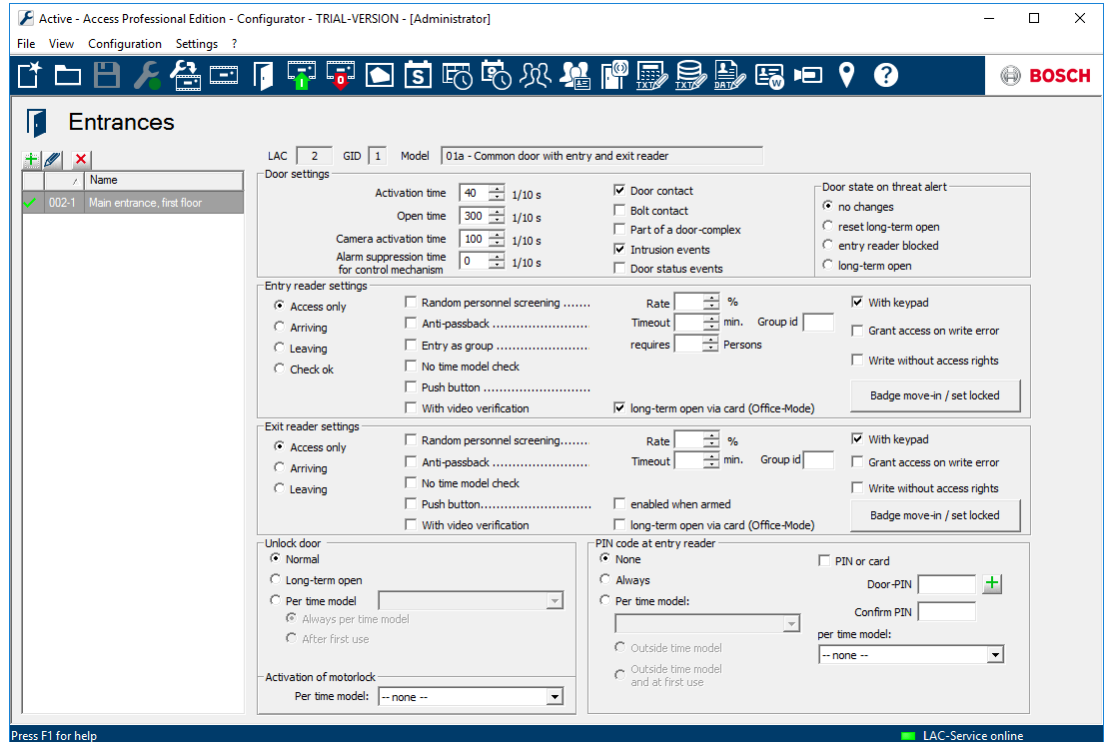 Active - Access Professional Edition - Configurator - TRIAL-VERSION - [Administrator]
File View Configuration Settings ?
S TXT TXT DATA W ? BOSCH
Entrances
LAC 2 GID 1 Model 01a - Common door with entry and exit reader
/ Name
002-1 Main entrance, first floor
Door settings
Activation time 40 1/10 s
Open time 300 1/10 s
Camera activation time 100 1/10 s
Alarm suppression time
for control mechanism 0 1/10 s
Door contact
Bolt contact
Part of a door-complex
Intrusion events
Door status events
Door state on threat alert
no changes
reset long-term open
entry reader blocked
long-term open
Entry reader settings
Access only
Arriving
Leaving
Check ok
Random personnel screening ....... Rate %
Anti-passback ........................ Timeout min. Group id
Entry as group ....................... requires Persons
No time model check
Push button ..........................
With video verification
long-term open via card (Office-Mode)
With keypad
Grant access on write error
Write without access rights
Badge move-in / set locked
Exit reader settings
Access only
Arriving
Leaving
Random personnel screening....... Rate %
Anti-passback ........................ Timeout min. Group id
No time model check
Push button........................... enabled when armed
With video verification long-term open via card (Office-Mode)
With keypad
Grant access on write error
Write without access rights
Badge move-in / set locked
Unlock door
Normal
Long-term open
Per time model
Always per time model
After first use
Activation of motorlock
Per time model: -- none --
PIN code at entry reader
None
Always
Per time model:
Outside time model
Outside time model
and at first use
PIN or card
Door-PIN
Confirm PIN
per time model:
-- none --
Press F1 for help LAC-Service online